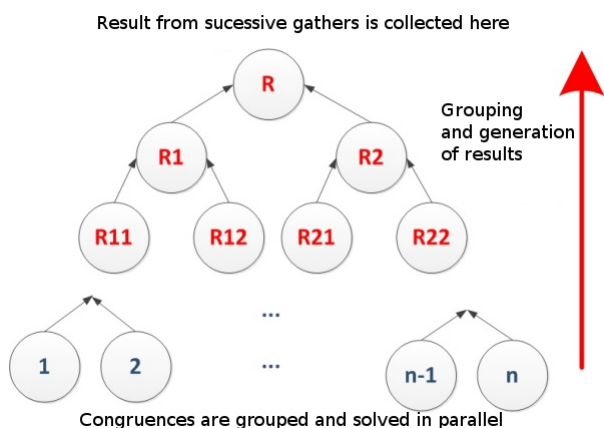 Result from sucessive gathers is collected here
R
Grouping
and generation
of results
R1 R2
R11 R12 R21 R22
...
1 2 ... n-1 n
Congruences are grouped and solved in parallel